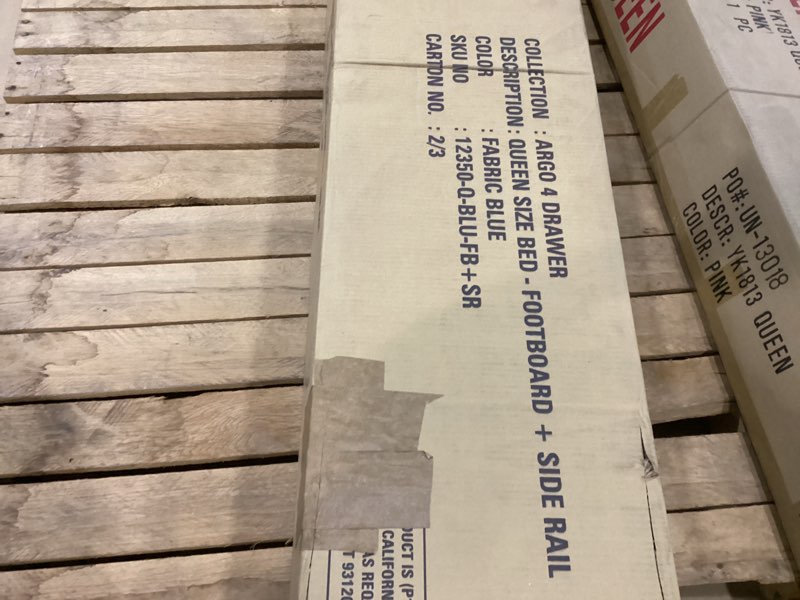 COLLECTION : ARGO 4 DRAWER
DESCRIPTION : QUEEN SIZE BED - FOOTBOARD + SIDE RAIL
COLOR : FABRIC BLUE
SKU NO : 12350-Q-BLU-FB+SR
CARTON NO. : 2/3
PO#: UN-13018
DESCR: YK1813 QUEEN
COLOR: PINK
YK1813
PINK
1 PC